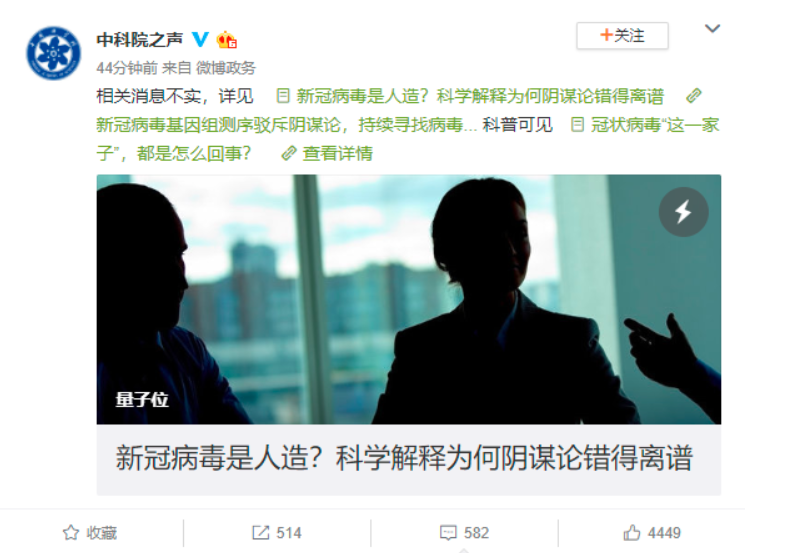 中科院之声
+关注
44分钟前 来自 微博政务
相关消息不实，详见 新冠病毒是人造？科学解释为何阴谋论错得离谱
新冠病毒基因组测序驳斥阴谋论，持续寻找病毒... 科普可见 冠状病毒“这一家
子”，都是怎么回事？ 查看详情
量子位
新冠病毒是人造？科学解释为何阴谋论错得离谱
收藏 514 582 4449